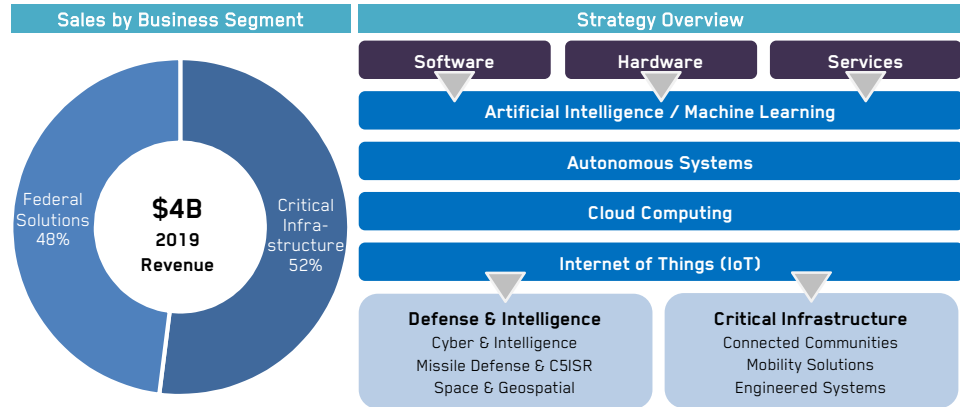 Sales by Business Segment
Federal
Solutions
48%
$4B
2019
Revenue
Critical
Infra-
structure
52%
Strategy Overview
Software
Hardware
Services
Artificial Intelligence / Machine Learning
Autonomous Systems
Cloud Computing
Internet of Things (IoT)
Defense & Intelligence
Cyber & Intelligence
Missile Defense & C5ISR
Space & Geospatial
Critical Infrastructure
Connected Communities
Mobility Solutions
Engineered Systems